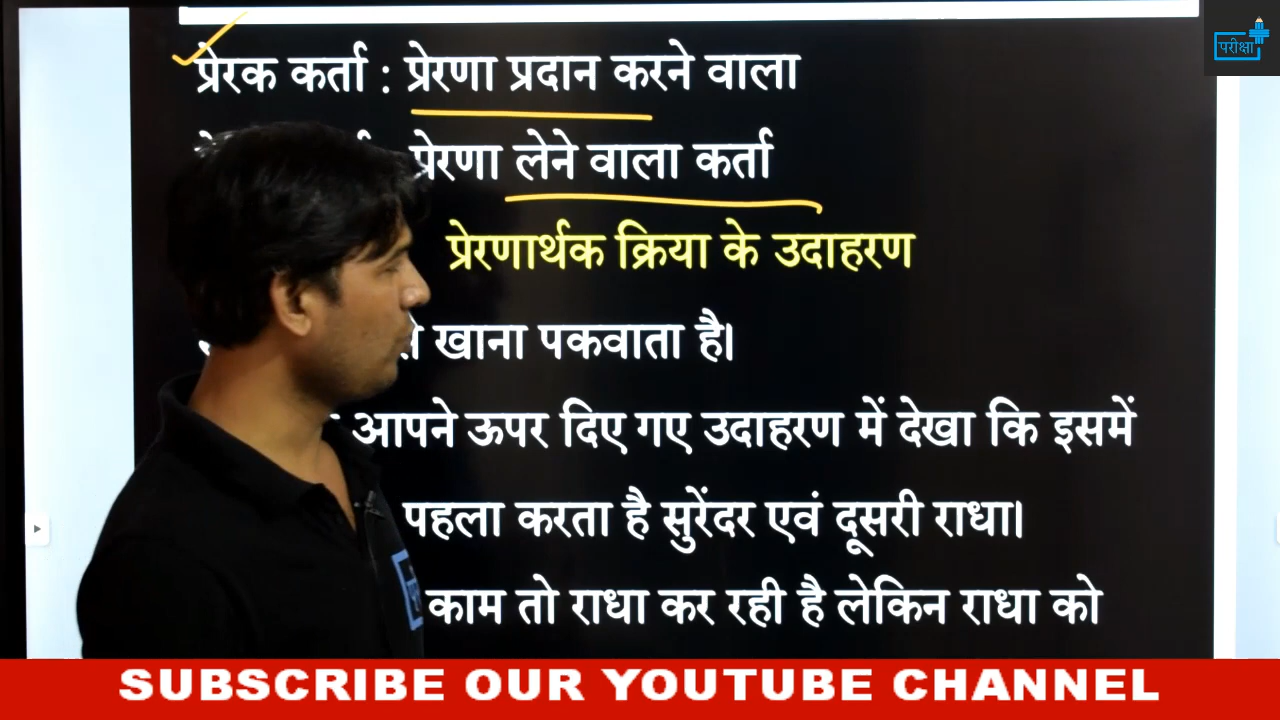 परीक्षा
प्रेरक कर्ता : प्रेरणा प्रदान करने वाला
प्रेरणा लेने वाला कर्ता
प्रेरणार्थक क्रिया के उदाहरण
खाना पकवाता है।
आपने ऊपर दिए गए उदाहरण में देखा कि इसमें
पहला करता है सुरेंदर एवं दूसरी राधा।
काम तो राधा कर रही है लेकिन राधा को
SUBSCRIBE OUR YOUTUBE CHANNEL